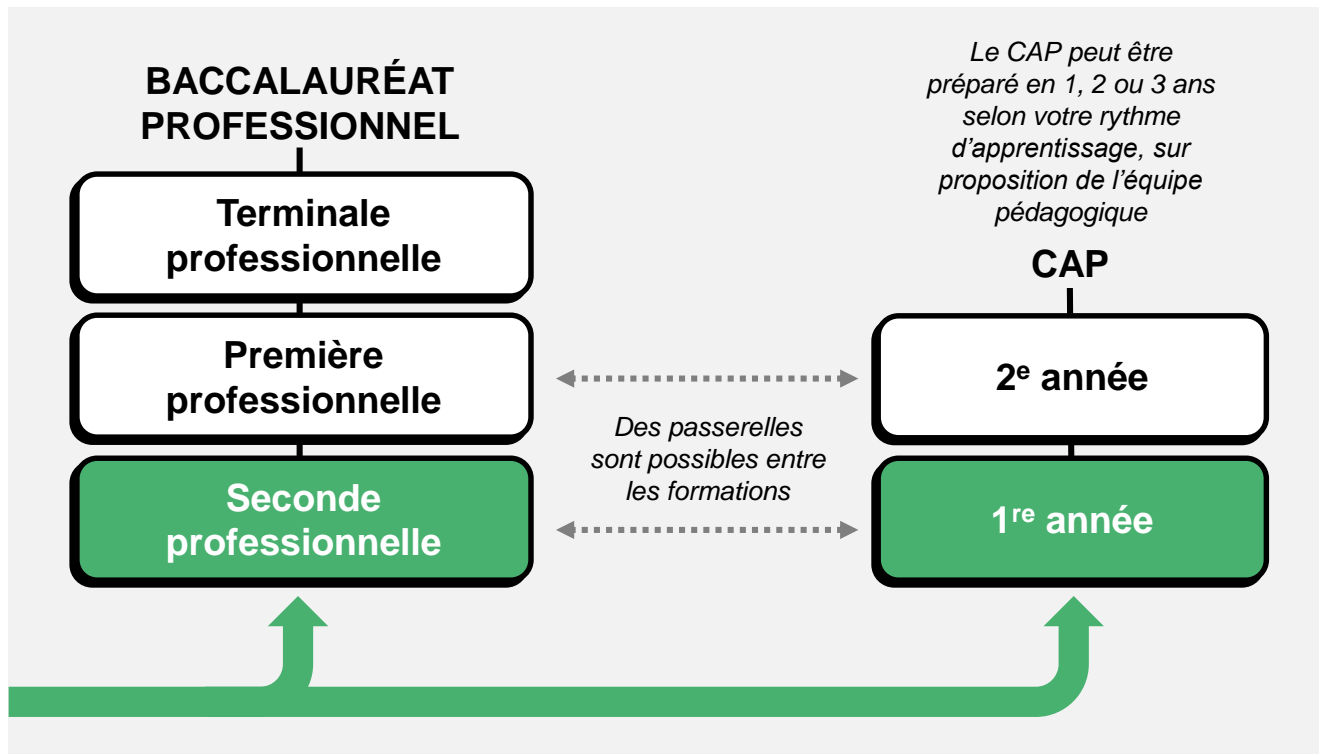 BACCALAURÉAT
PROFESSIONNEL
Terminale
professionnelle
Première
professionnelle
Seconde
professionnelle
Des passerelles
sont possibles entre
les formations
Le CAP peut être
préparé en 1, 2 ou 3 ans
selon votre rythme
d’apprentissage, sur
proposition de l’équipe
pédagogique
CAP
2e année
1re année